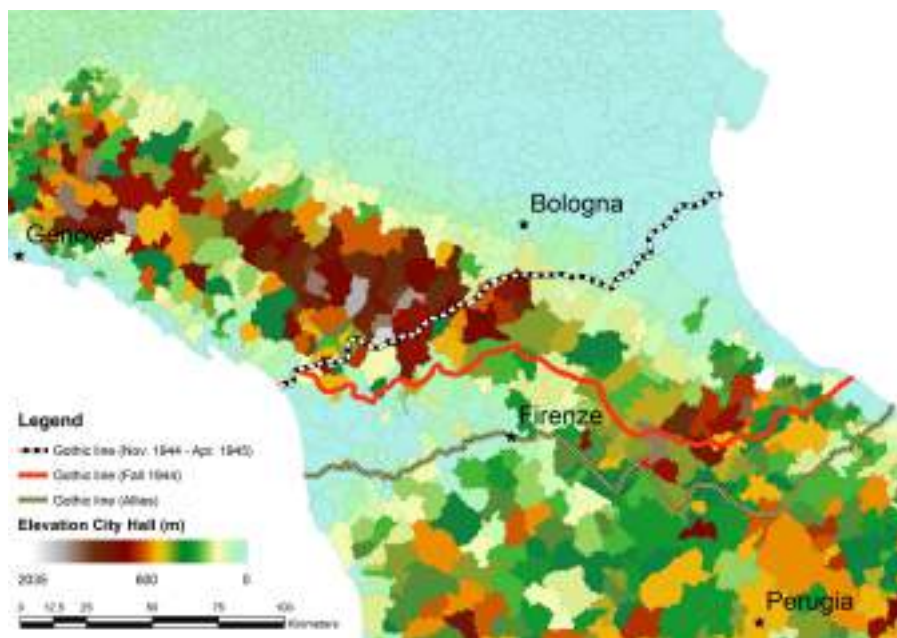 Bologna
Genova
Firenze
Legend
Gothic line (Nov. 1944 - Apr. 1945)
Gothic line (Fall 1944)
Gothic line (Allies)
Elevation City Hall (m)
2035 600 0
0 12,5 25 50 75 100
Kilometers
Perugia